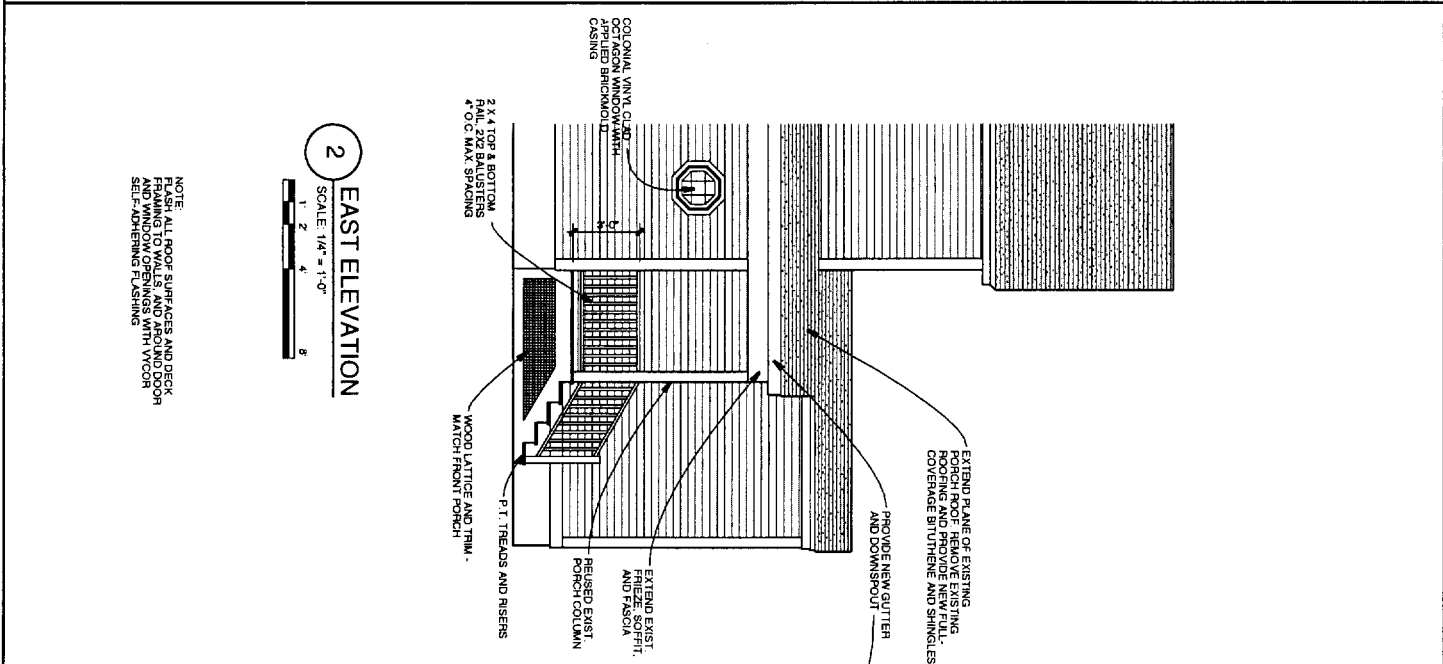 EXTEND PLANE OF EXISTING
PORCH ROOF. REMOVE EXISTING
ROOFING AND PROVIDE NEW FULL-
COVERAGE BITUTHENE AND SHINGLES
PROVIDE NEW GUTTER
AND DOWNSPOUT
EXTEND EXIST.
FRIEZE, SOFFIT,
AND FASCIA
REUSED EXIST.
PORCH COLUMN
P.T. TREADS AND RISERS
WOOD LATTICE AND TRIM -
MATCH FRONT PORCH
COLONIAL VINYL CLAD
OCTAGON WINDOW WITH
APPLIED BRICKMOLD
CASING
2 X 4 TOP & BOTTOM
RAIL, 2X2 BALUSTERS
4" O.C. MAX. SPACING
3'-0"
2
EAST ELEVATION
SCALE: 1/4" = 1'-0"
1' 2' 4' 8'
NOTE:
FLASH ALL ROOF SURFACES AND DECK
FRAMING TO WALLS, AND AROUND DOOR
AND WINDOW OPENINGS WITH VYCOR
SELF-ADHERING FLASHING